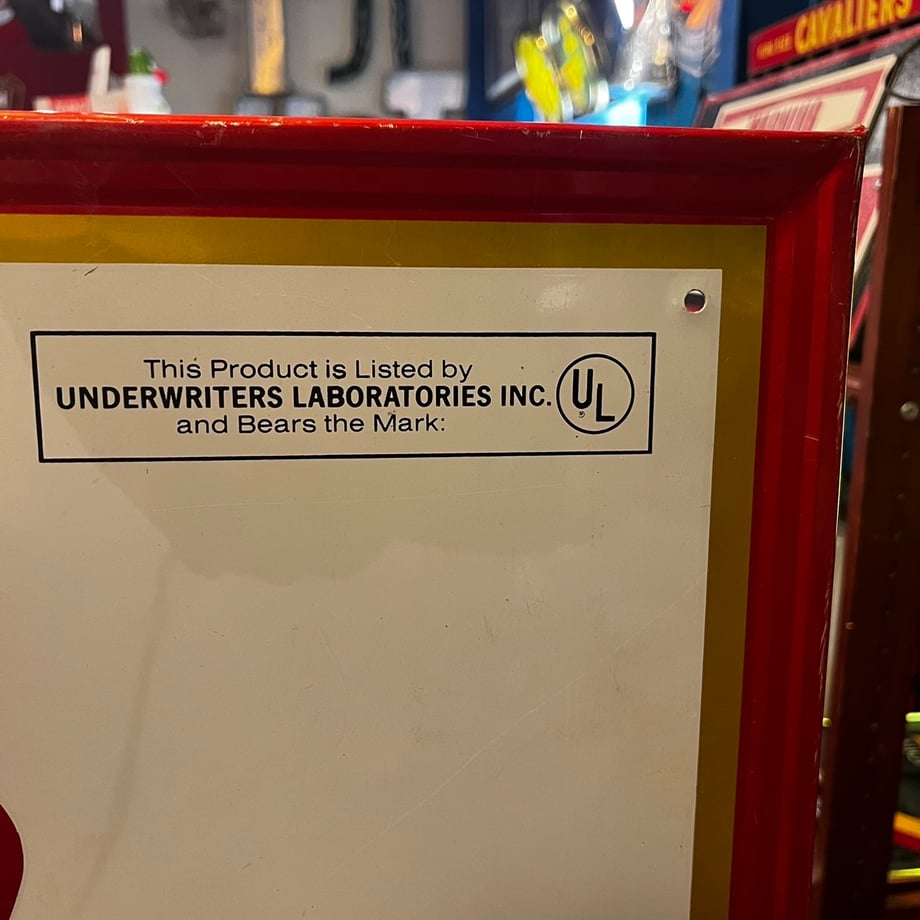 CAVALIERS
This Product is Listed by
UNDERWRITERS LABORATORIES INC.
and Bears the Mark:
UL